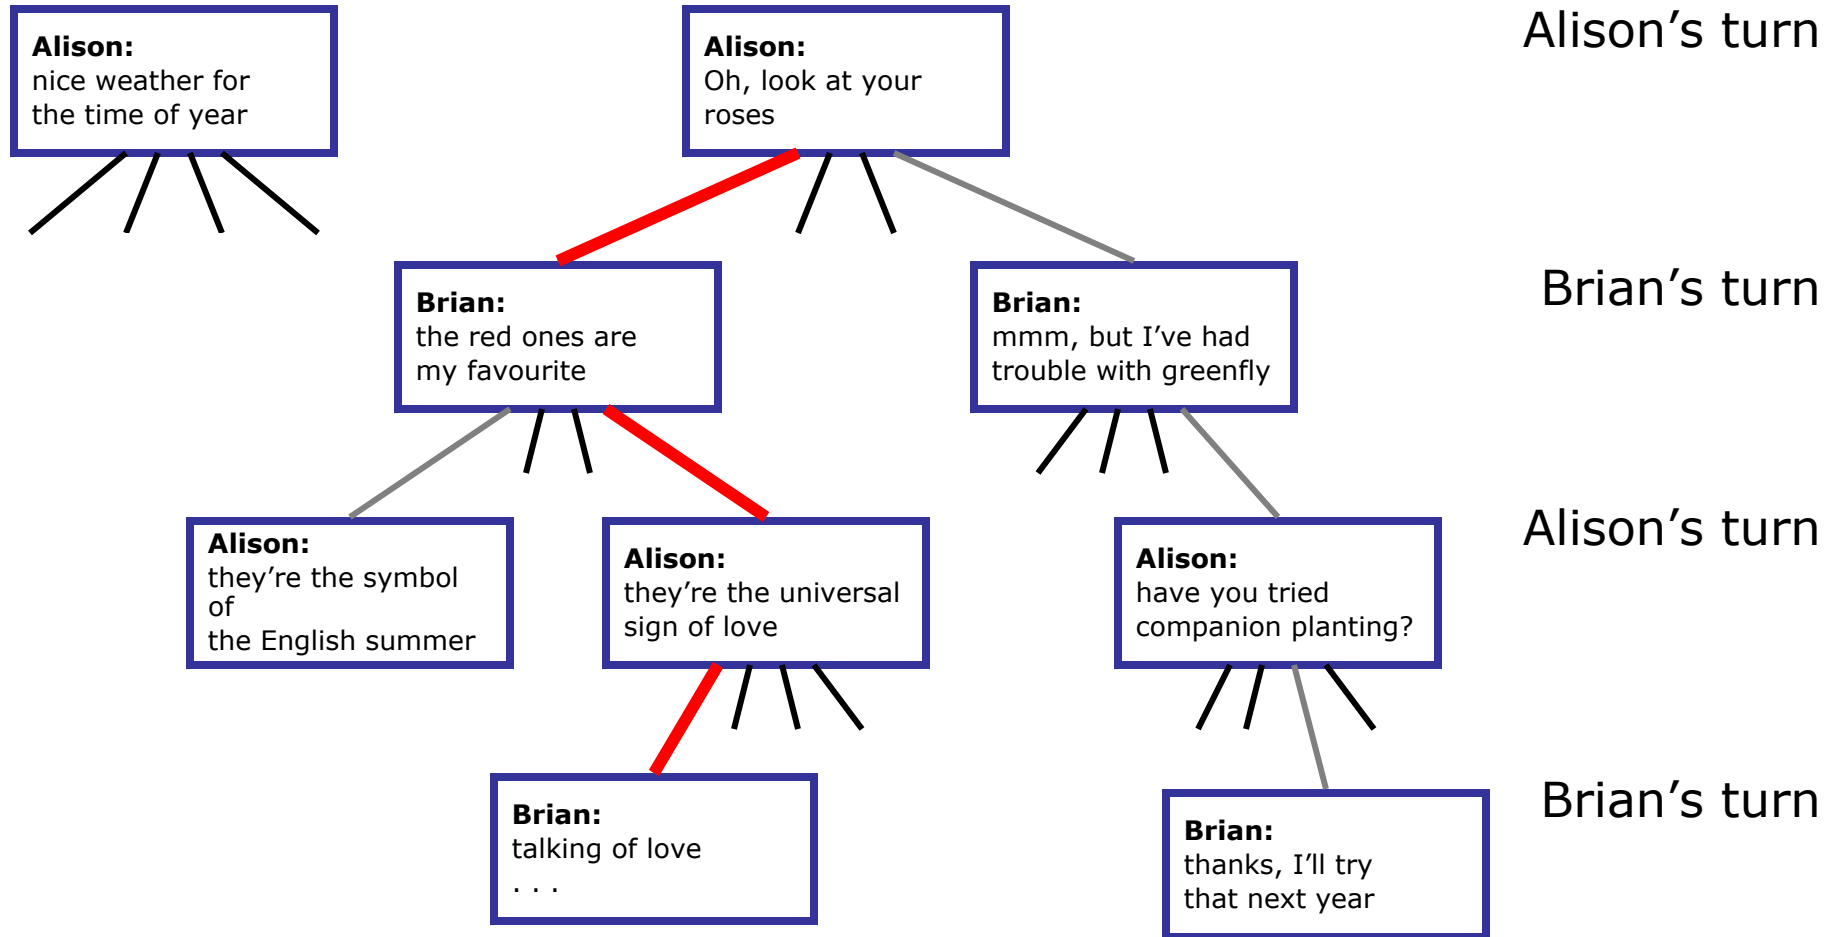 Alison:
nice weather for
the time of year
Alison:
Oh, look at your
roses
Alison’s turn
Brian:
the red ones are
my favourite
Brian:
mmm, but I’ve had
trouble with greenfly
Brian’s turn
Alison:
they’re the symbol
of
the English summer
Alison:
they’re the universal
sign of love
Alison:
have you tried
companion planting?
Alison’s turn
Brian:
talking of love
. . .
Brian:
thanks, I’ll try
that next year
Brian’s turn